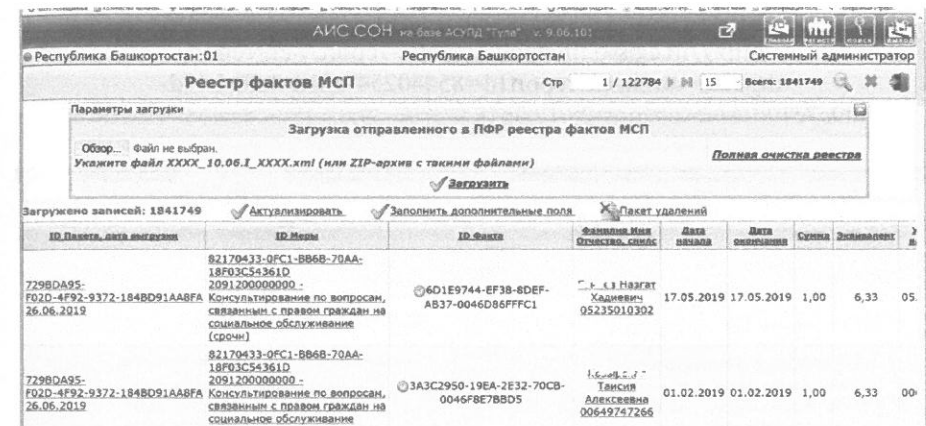 АИС СОН на базе АСУПД "Тула" v. 9.06.101
Республика Башкортостан:01 Республика Башкортостан Системный администратор
Реестр фактов МСП Стр 1 / 122784 15 Всего: 1841749
Параметры загрузки
Загрузка отправленного в ПФР реестра фактов МСП
Обзор... Файл не выбран.
Укажите файл XXXX_10.06.I_XXXX.xml (или ZIP-архив с такими файлами) Полная очистка реестра
Загрузить
Загружено записей: 1841749 Актуализировать Заполнить дополнительные поля Пакет удалений
ID Пакета, дата выгрузки ID Меры ID Факта Фамилия Имя Отчество, снилс Дата начала Дата окончания Сумма Эквивалент
82170433-0FC1-BB6B-70AA-
18F03C54361D
729BDA95- 2091200000000 -
F02D-4F92-9372-184BD91AA8FA Консультирование по вопросам,
26.06.2019 связанным с правом граждан на
социальное обслуживание
(срочн)
6D1E9744-EF3B-8DEF-
AB37-0046D86FFFC1
Назгат
Хадиевич
05235010302
17.05.2019 17.05.2019 1,00 6,33 05.
82170433-0FC1-BB6B-70AA-
18F03C54361D
729BDA95- 2091200000000 -
F02D-4F92-9372-184BD91AA8FA Консультирование по вопросам,
26.06.2019 связанным с правом граждан на
социальное обслуживание
3A3C2950-19EA-2E32-70CB-
0046F8E7BBD5
Таисия
Алексеевна
00649747266
01.02.2019 01.02.2019 1,00 6,33